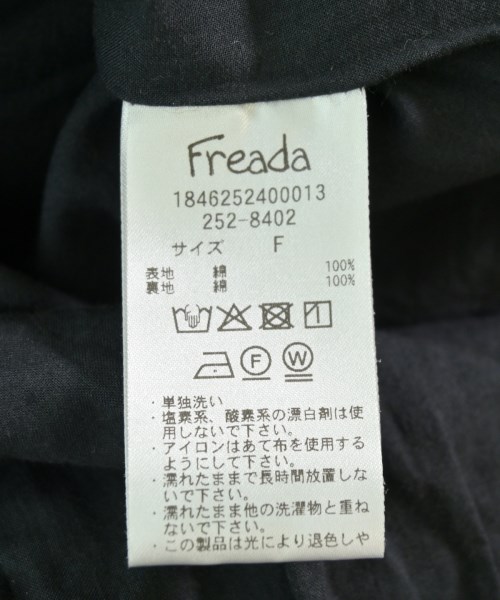 Freada
1846252400013
252-8402
サイズ F
表地 綿 100%
裏地 綿 100%
F W
・単独洗い
・塩素系、酸素系の漂白剤は使
用しないで下さい。
・アイロンはあて布を使用する
ようにして下さい。
・濡れたままで長時間放置しな
いで下さい。
・濡れたまま他の洗濯物と重ね
ないで下さい。
・この製品は光により退色しや